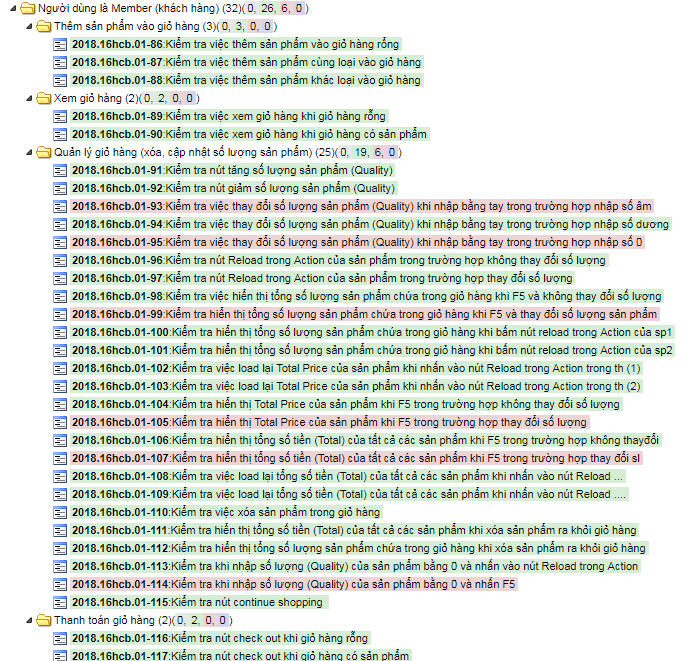 Người dùng là Member (khách hàng) (32)(0, 26, 6, 0)
Thêm sản phẩm vào giỏ hàng (3)(0, 3, 0, 0)
2018.16hcb.01-86:Kiểm tra việc thêm sản phẩm vào giỏ hàng rỗng
2018.16hcb.01-87:Kiểm tra việc thêm sản phẩm cùng loại vào giỏ hàng
2018.16hcb.01-88:Kiểm tra việc thêm sản phẩm khác loại vào giỏ hàng
Xem giỏ hàng (2)(0, 2, 0, 0)
2018.16hcb.01-89:Kiểm tra việc xem giỏ hàng khi giỏ hàng rỗng
2018.16hcb.01-90:Kiểm tra việc xem giỏ hàng khi giỏ hàng có sản phẩm
Quản lý giỏ hàng (xóa, cập nhật số lượng sản phẩm) (25)(0, 19, 6, 0)
2018.16hcb.01-91:Kiểm tra nút tăng số lượng sản phẩm (Quality)
2018.16hcb.01-92:Kiểm tra nút giảm số lượng sản phẩm (Quality)
2018.16hcb.01-93:Kiểm tra việc thay đổi số lượng sản phẩm (Quality) khi nhập bằng tay trong trường hợp nhập số âm
2018.16hcb.01-94:Kiểm tra việc thay đổi số lượng sản phẩm (Quality) khi nhập bằng tay trong trường hợp nhập số dương
2018.16hcb.01-95:Kiểm tra việc thay đổi số lượng sản phẩm (Quality) khi nhập bằng tay trong trường hợp nhập số 0
2018.16hcb.01-96:Kiểm tra nút Reload trong Action của sản phẩm trong trường hợp không thay đổi số lượng
2018.16hcb.01-97:Kiểm tra nút Reload trong Action của sản phẩm trong trường hợp thay đổi số lượng
2018.16hcb.01-98:Kiểm tra việc hiển thị tổng số lượng sản phẩm chứa trong giỏ hàng khi F5 và không thay đổi số lượng
2018.16hcb.01-99:Kiểm tra hiển thị tổng số lượng sản phẩm chứa trong giỏ hàng khi F5 và thay đổi số lượng sản phẩm
2018.16hcb.01-100:Kiểm tra hiển thị tổng số lượng sản phẩm chứa trong giỏ hàng khi bấm nút reload trong Action của sp1
2018.16hcb.01-101:Kiểm tra hiển thị tổng số lượng sản phẩm chứa trong giỏ hàng khi bấm nút reload trong Action của sp2
2018.16hcb.01-102:Kiểm tra việc load lại Total Price của sản phẩm khi nhấn vào nút Reload trong Action trong th (1)
2018.16hcb.01-103:Kiểm tra việc load lại Total Price của sản phẩm khi nhấn vào nút Reload trong Action trong th (2)
2018.16hcb.01-104:Kiểm tra hiển thị Total Price của sản phẩm khi F5 trong trường hợp không thay đổi số lượng
2018.16hcb.01-105:Kiểm tra hiển thị Total Price của sản phẩm khi F5 trong trường hợp thay đổi số lượng
2018.16hcb.01-106:Kiểm tra hiển thị tổng số tiền (Total) của tất cả các sản phẩm khi F5 trong trường hợp không thayđổi
2018.16hcb.01-107:Kiểm tra hiển thị tổng số tiền (Total) của tất cả các sản phẩm khi F5 trong trường hợp thay đổi sl
2018.16hcb.01-108:Kiểm tra việc load lại tổng số tiền (Total) của tất cả các sản phẩm khi nhấn vào nút Reload ...
2018.16hcb.01-109:Kiểm tra việc load lại tổng số tiền (Total) của tất cả các sản phẩm khi nhấn vào nút Reload ....
2018.16hcb.01-110:Kiểm tra việc xóa sản phẩm trong giỏ hàng
2018.16hcb.01-111:Kiểm tra hiển thị tổng số tiền (Total) của tất cả các sản phẩm khi xóa sản phẩm ra khỏi giỏ hàng
2018.16hcb.01-112:Kiểm tra hiển thị tổng số lượng sản phẩm chứa trong giỏ hàng khi xóa sản phẩm ra khỏi giỏ hàng
2018.16hcb.01-113:Kiểm tra khi nhập số lượng (Quality) của sản phẩm bằng 0 và nhấn vào nút Reload trong Action
2018.16hcb.01-114:Kiểm tra khi nhập số lượng (Quality) của sản phẩm bằng 0 và nhấn F5
2018.16hcb.01-115:Kiểm tra nút continue shopping
Thanh toán giỏ hàng (2)(0, 2, 0, 0)
2018.16hcb.01-116:Kiểm tra nút check out khi giỏ hàng rỗng
2018.16hcb.01-117:Kiểm tra nút check out khi giỏ hàng có sản phẩm